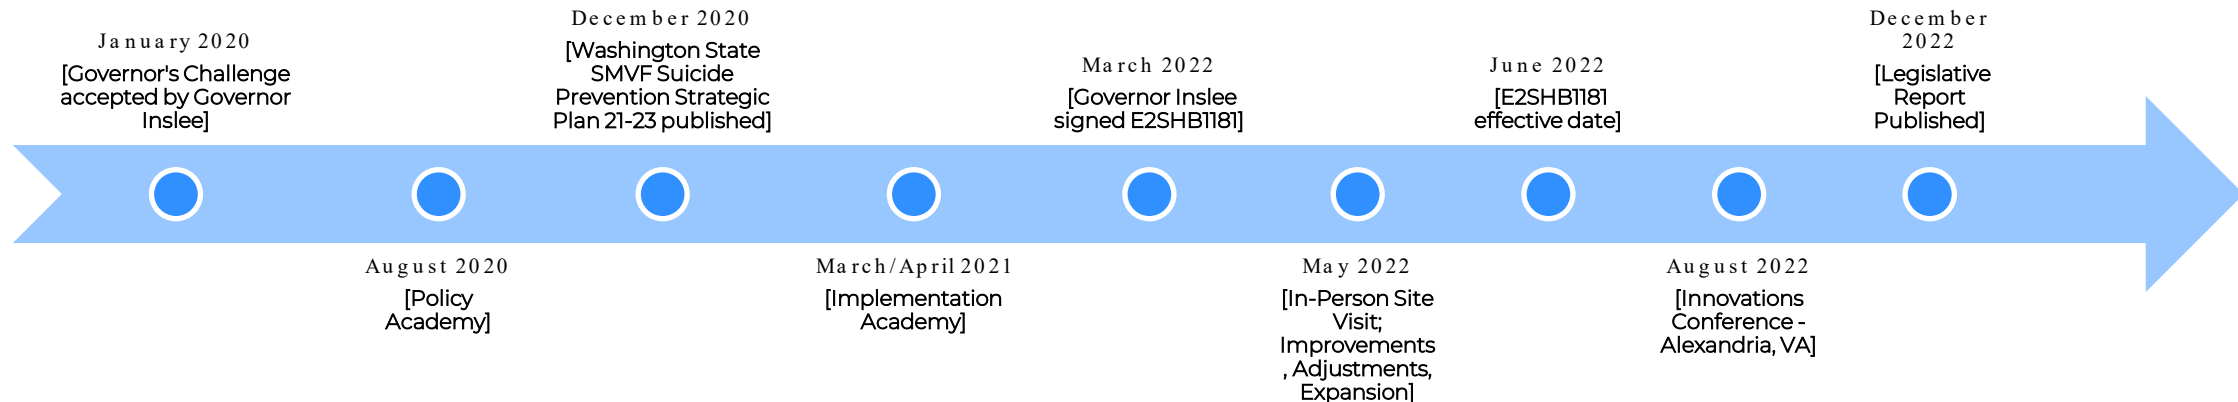 January 2020
[Governor's Challenge
accepted by Governor
Inslee]
August 2020
[Policy
Academy]
December 2020
[Washington State
SMVF Suicide
Prevention Strategic
Plan 21-23 published]
March/April 2021
[Implementation
Academy]
March 2022
[Governor Inslee
signed E2SHB1181]
May 2022
[In-Person Site
Visit;
Improvements
, Adjustments,
Expansion]
June 2022
[E2SHB1181
effective date]
August 2022
[Innovations
Conference -
Alexandria, VA]
December
2022
[Legislative
Report
Published]